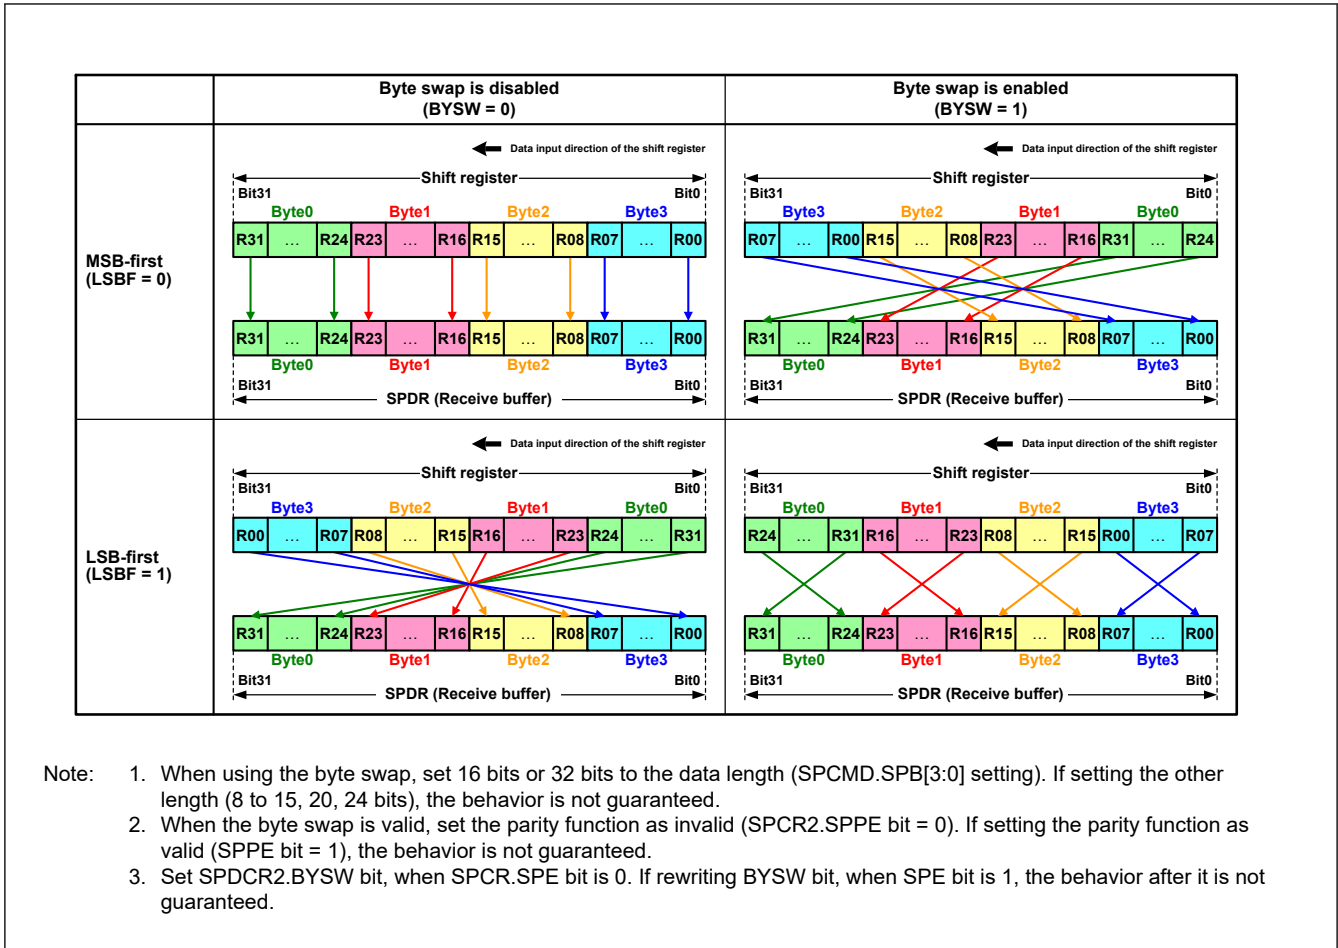 Byte swap is disabled
(BYSW = 0)
Byte swap is enabled
(BYSW = 1)
MSB-first
(LSBF = 0)
Data input direction of the shift register
Shift register
Bit31 Bit0
Byte0 Byte1 Byte2 Byte3
R31 ... R24 R23 ... R16 R15 ... R08 R07 ... R00
R31 ... R24 R23 ... R16 R15 ... R08 R07 ... R00
Byte0 Byte1 Byte2 Byte3
Bit31 Bit0
SPDR (Receive buffer)
Data input direction of the shift register
Shift register
Bit31 Bit0
Byte3 Byte2 Byte1 Byte0
R07 ... R00 R15 ... R08 R23 ... R16 R31 ... R24
R31 ... R24 R23 ... R16 R15 ... R08 R07 ... R00
Byte0 Byte1 Byte2 Byte3
Bit31 Bit0
SPDR (Receive buffer)
LSB-first
(LSBF = 1)
Data input direction of the shift register
Shift register
Bit31 Bit0
Byte3 Byte2 Byte1 Byte0
R00 ... R07 R08 ... R15 R16 ... R23 R24 ... R31
R31 ... R24 R23 ... R16 R15 ... R08 R07 ... R00
Byte0 Byte1 Byte2 Byte3
Bit31 Bit0
SPDR (Receive buffer)
Data input direction of the shift register
Shift register
Bit31 Bit0
Byte0 Byte1 Byte2 Byte3
R24 ... R31 R16 ... R23 R08 ... R15 R00 ... R07
R31 ... R24 R23 ... R16 R15 ... R08 R07 ... R00
Byte0 Byte1 Byte2 Byte3
Bit31 Bit0
SPDR (Receive buffer)
Note: 1. When using the byte swap, set 16 bits or 32 bits to the data length (SPCMD.SPB[3:0] setting). If setting the other
length (8 to 15, 20, 24 bits), the behavior is not guaranteed.
2. When the byte swap is valid, set the parity function as invalid (SPCR2.SPPE bit = 0). If setting the parity function as
valid (SPPE bit = 1), the behavior is not guaranteed.
3. Set SPDCR2.BYSW bit, when SPCR.SPE bit is 0. If rewriting BYSW bit, when SPE bit is 1, the behavior after it is not
guaranteed.